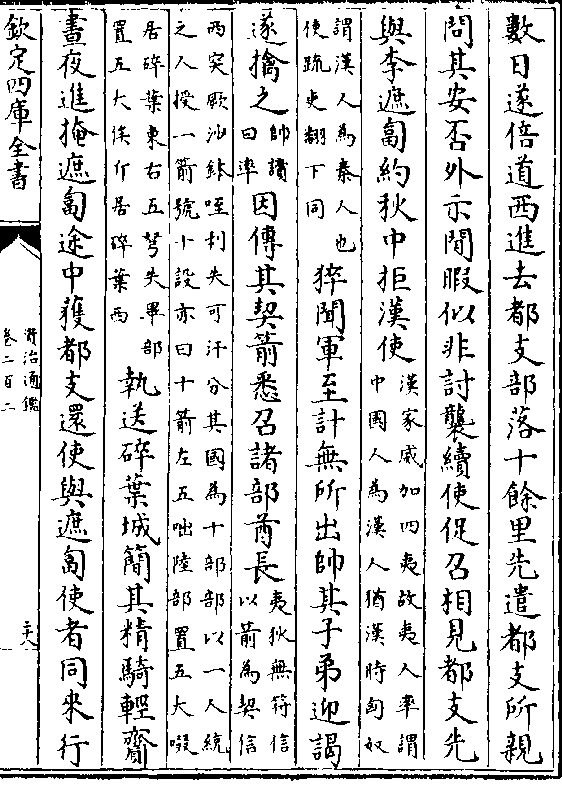 數日遂倍道西進去都支部落十餘里先遣都支所親
問其安否外示閒暇似非討襲續使促召相見都支先
與李遮匐約秋中拒漢使
漢家威加四夷故夷人率謂
中國人為漢人猶漢時匈奴
謂漢人為秦人也
使疏吏翻下同
猝聞軍至計無所出帥其子弟迎謁
遂擒之
帥讀
曰率
因傳其契箭悉召諸部酋長
夷狄無符信
以箭為契信
西突厥沙鉢咥利失可汗分其國為十部部以一人統
之人授一箭號十設亦曰十箭左五咄陸部置五大啜
居碎葉東右五弩失畢部
置五大俟斤居碎葉西
執送碎葉城簡其精騎輕齎
晝夜進掩遮匐途中獲都支還使與遮匐使者同來行
欽定四庫全書
資治通鑑
卷二百二
二十八